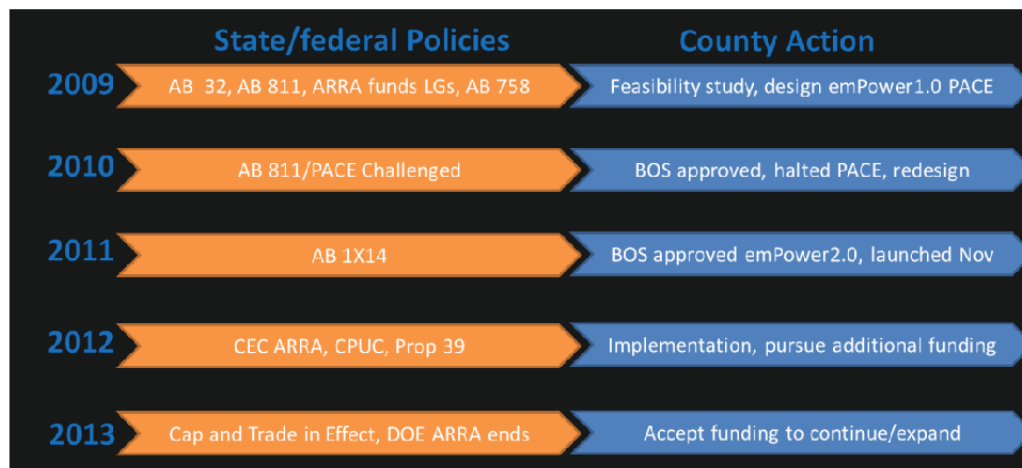 State/federal Policies County Action
2009 AB 32, AB 811, ARRA funds LGs, AB 758 Feasibility study, design emPower1.0 PACE
2010 AB 811/PACE Challenged BOS approved, halted PACE, redesign
2011 AB 1X14 BOS approved emPower2.0, launched Nov
2012 CEC ARRA, CPUC, Prop 39 Implementation, pursue additional funding
2013 Cap and Trade in Effect, DOE ARRA ends Accept funding to continue/expand